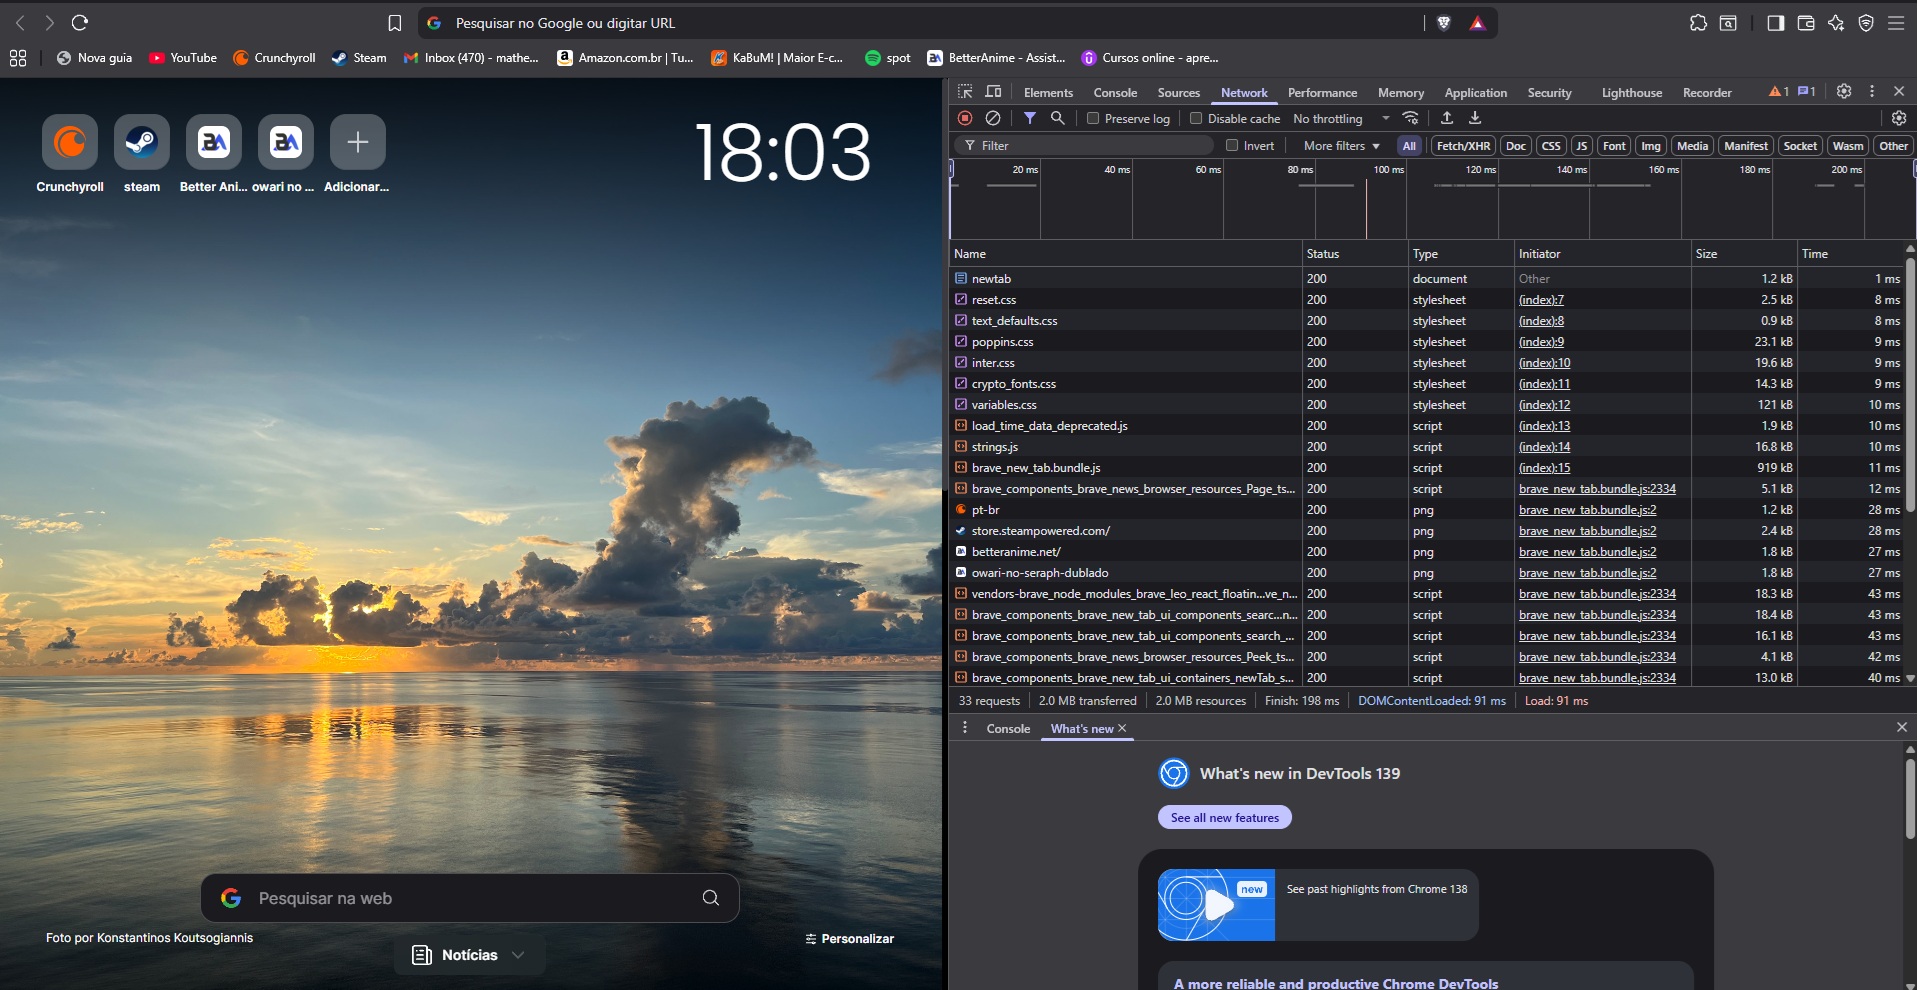 Pesquisar no Google ou digitar URL
Nova guia YouTube Crunchyroll Steam Inbox (470) - mathe... Amazon.com.br | Tu... KaBuM! | Maior E-c... spot BetterAnime - Assist... Cursos online - apre...
Crunchyroll steam Better Ani... owari no ... Adicionar...
18:03
Elements Console Sources Network Performance Memory Application Security Lighthouse Recorder 1 1
Preserve log Disable cache No throttling
Filter Invert More filters All Fetch/XHR Doc CSS JS Font Img Media Manifest Socket Wasm Other
20 ms 40 ms 60 ms 80 ms 100 ms 120 ms 140 ms 160 ms 180 ms 200 ms
Name Status Type Initiator Size Time
newtab 200 document Other 1.2 kB 1 ms
reset.css 200 stylesheet (index):7 2.5 kB 8 ms
text_defaults.css 200 stylesheet (index):8 0.9 kB 8 ms
poppins.css 200 stylesheet (index):9 23.1 kB 9 ms
inter.css 200 stylesheet (index):10 19.6 kB 9 ms
crypto_fonts.css 200 stylesheet (index):11 14.3 kB 9 ms
variables.css 200 stylesheet (index):12 121 kB 10 ms
load_time_data_deprecated.js 200 script (index):13 1.9 kB 10 ms
strings.js 200 script (index):14 16.8 kB 10 ms
brave_new_tab.bundle.js 200 script (index):15 919 kB 11 ms
brave_components_brave_news_browser_resources_Page_ts... 200 script brave_new_tab.bundle.js:2334 5.1 kB 12 ms
pt-br 200 png brave_new_tab.bundle.js:2 1.2 kB 28 ms
store.steampowered.com/ 200 png brave_new_tab.bundle.js:2 2.4 kB 28 ms
betteranime.net/ 200 png brave_new_tab.bundle.js:2 1.8 kB 27 ms
owari-no-seraph-dublado 200 png brave_new_tab.bundle.js:2 1.8 kB 27 ms
vendors-brave_node_modules_brave_leo_react_floatin...ve_n... 200 script brave_new_tab.bundle.js:2334 18.3 kB 43 ms
brave_components_brave_new_tab_ui_components_searc...n... 200 script brave_new_tab.bundle.js:2334 18.4 kB 43 ms
brave_components_brave_new_tab_ui_components_search_... 200 script brave_new_tab.bundle.js:2334 16.1 kB 43 ms
brave_components_brave_news_browser_resources_Peek_ts... 200 script brave_new_tab.bundle.js:2334 4.1 kB 42 ms
brave_components_brave_new_tab_ui_containers_newTab_s... 200 script brave_new_tab.bundle.js:2334 13.0 kB 40 ms
33 requests 2.0 MB transferred 2.0 MB resources Finish: 198 ms DOMContentLoaded: 91 ms Load: 91 ms
Console What's new
What's new in DevTools 139
See all new features
new See past highlights from Chrome 138
A more reliable and productive Chrome DevTools
Pesquisar na web
Foto por Konstantinos Koutsogiannis
Notícias
Personalizar